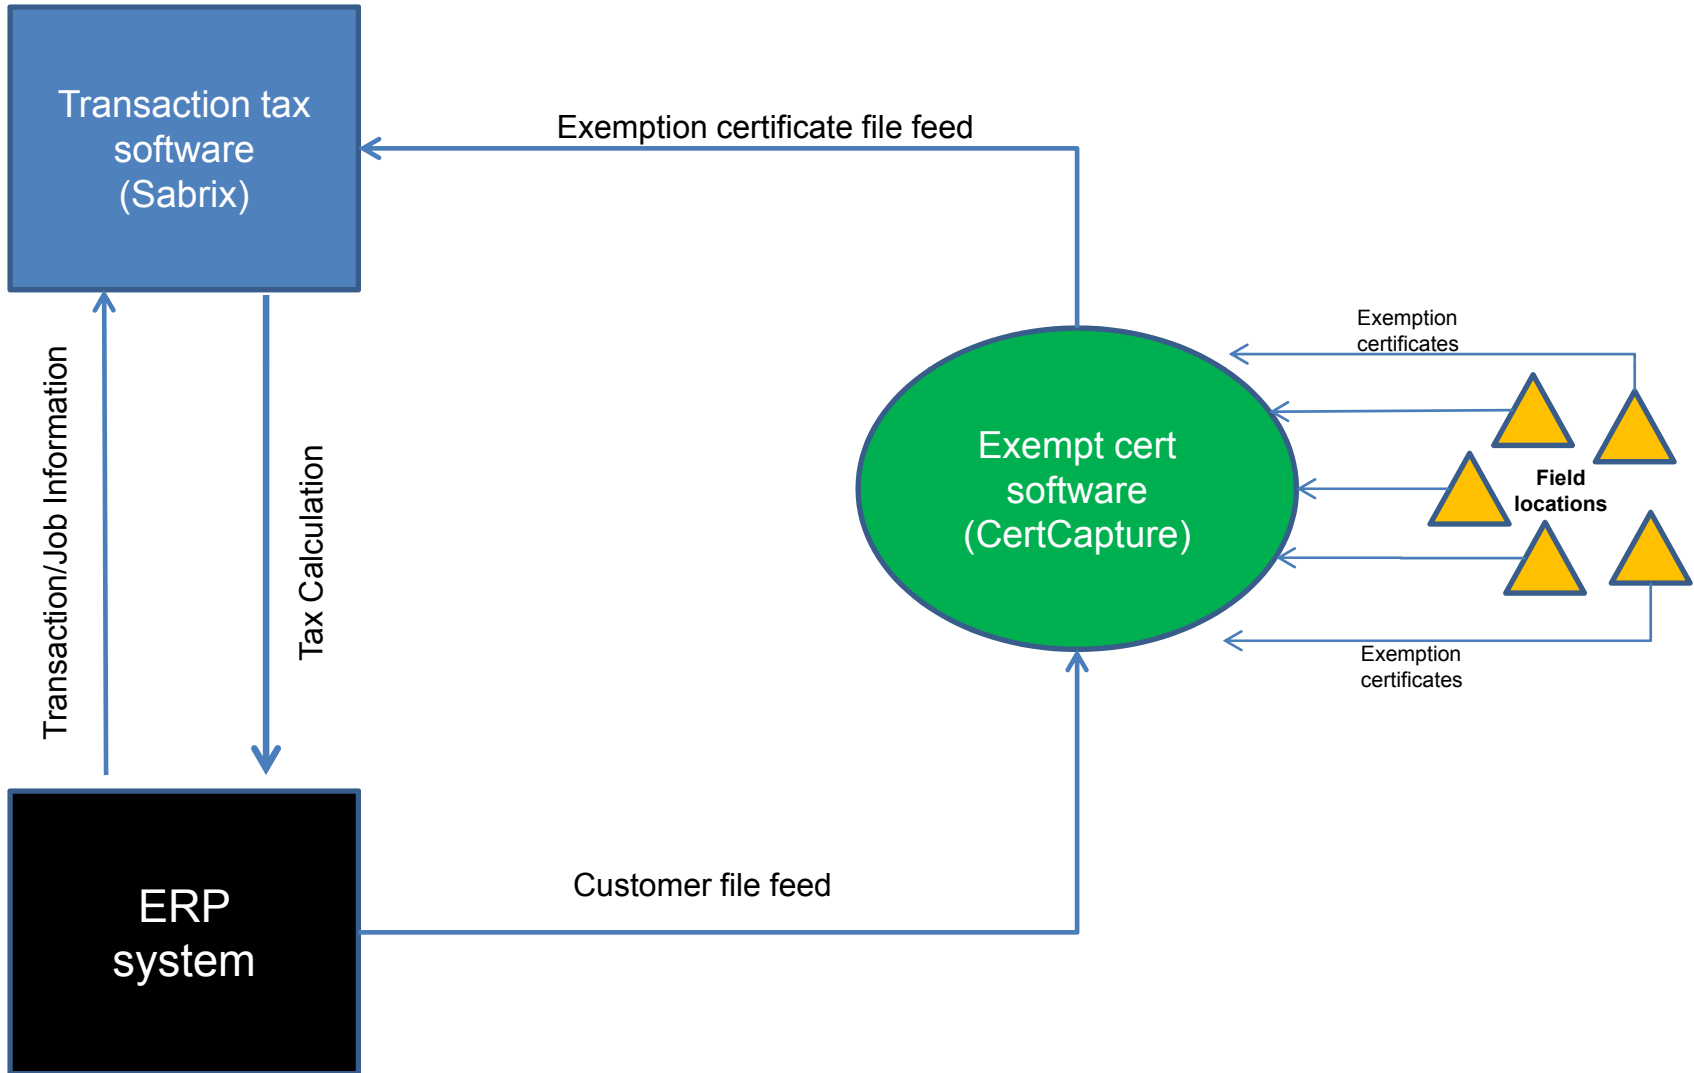 Transaction tax
software
(Sabrix)
Exemption certificate file feed
Exemption
certificates
Transaction/Job Information
Tax Calculation
Exempt cert
software
(CertCapture)
Field
locations
Exemption
certificates
Customer file feed
ERP
system